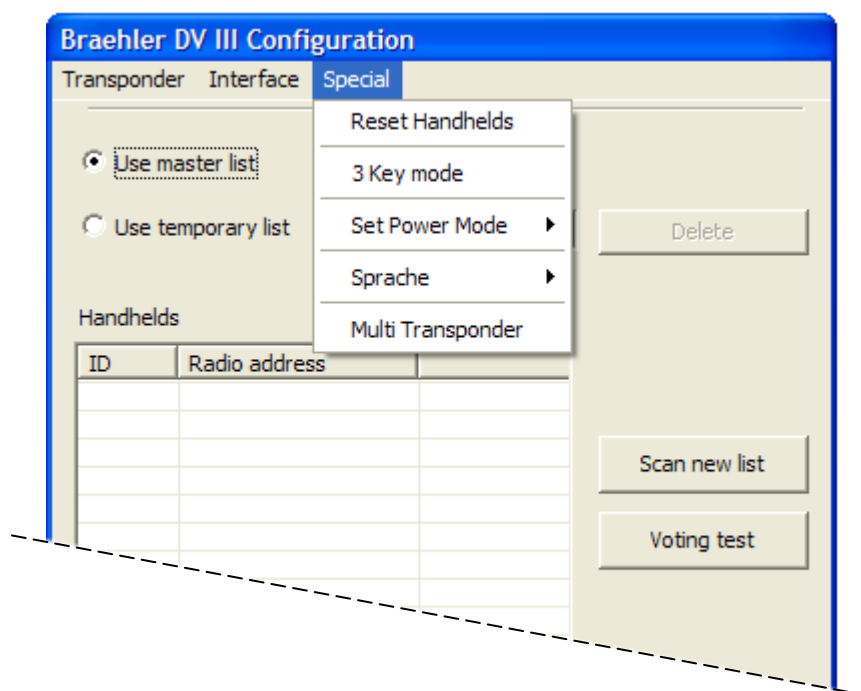 Braehler DV III Configuration
Transponder Interface Special
Reset Handhelds
3 Key mode
Set Power Mode
Sprache
Multi Transponder
Use master list
Use temporary list
Delete
Handhelds
ID Radio address
Scan new list
Voting test